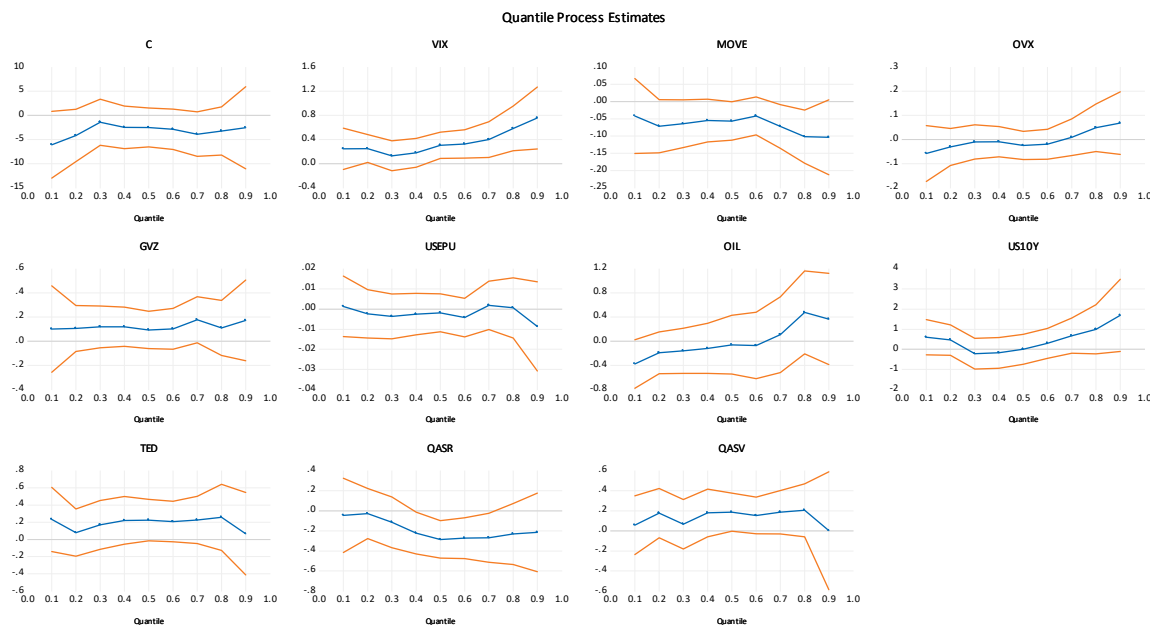 Quantile Process Estimates
C
10
5
0
-5
-10
-15
0.0 0.1 0.2 0.3 0.4 0.5 0.6 0.7 0.8 0.9 1.0
Quantile
VIX
1.6
1.2
0.8
0.4
0.0
-0.4
0.0 0.1 0.2 0.3 0.4 0.5 0.6 0.7 0.8 0.9 1.0
Quantile
MOVE
.10
.05
.00
-.05
-.10
-.15
-.20
-.25
0.0 0.1 0.2 0.3 0.4 0.5 0.6 0.7 0.8 0.9 1.0
Quantile
OVX
.3
.2
.1
.0
-.1
-.2
0.0 0.1 0.2 0.3 0.4 0.5 0.6 0.7 0.8 0.9 1.0
Quantile
GVZ
.6
.4
.2
.0
-.2
-.4
0.0 0.1 0.2 0.3 0.4 0.5 0.6 0.7 0.8 0.9 1.0
Quantile
USEPU
.02
.01
.00
-.01
-.02
-.03
-.04
0.0 0.1 0.2 0.3 0.4 0.5 0.6 0.7 0.8 0.9 1.0
Quantile
OIL
1.2
0.8
0.4
0.0
-0.4
-0.8
0.0 0.1 0.2 0.3 0.4 0.5 0.6 0.7 0.8 0.9 1.0
Quantile
US10Y
4
3
2
1
0
-1
-2
0.0 0.1 0.2 0.3 0.4 0.5 0.6 0.7 0.8 0.9 1.0
Quantile
TED
.8
.6
.4
.2
.0
-.2
-.4
-.6
0.0 0.1 0.2 0.3 0.4 0.5 0.6 0.7 0.8 0.9 1.0
Quantile
QASR
.4
.2
.0
-.2
-.4
-.6
-.8
0.0 0.1 0.2 0.3 0.4 0.5 0.6 0.7 0.8 0.9 1.0
Quantile
QASV
.6
.4
.2
.0
-.2
-.4
-.6
0.0 0.1 0.2 0.3 0.4 0.5 0.6 0.7 0.8 0.9 1.0
Quantile